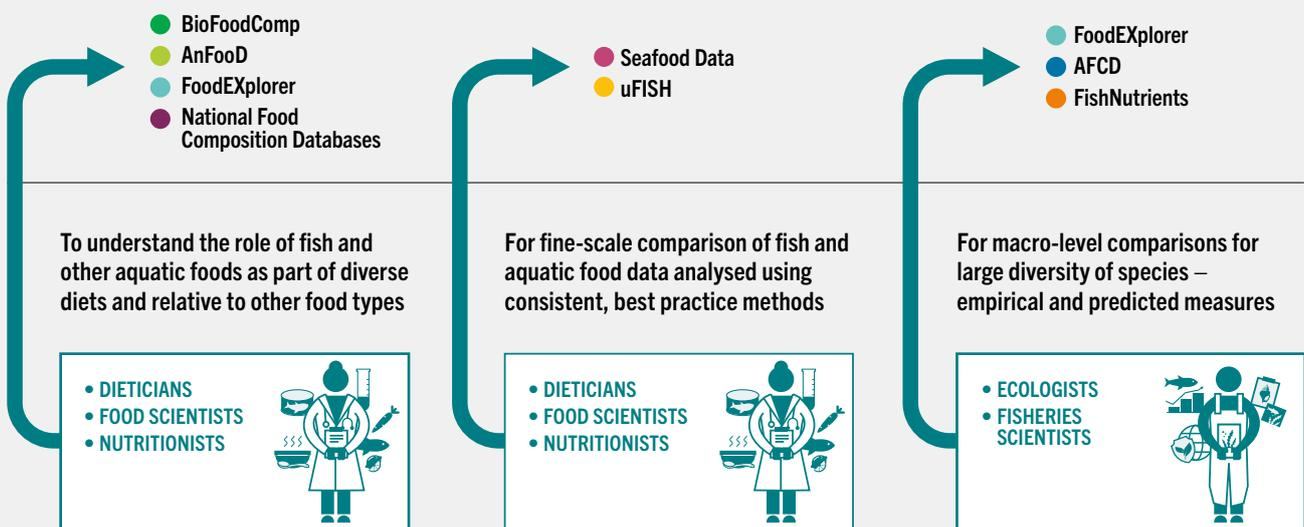 BioFoodComp
AnFooD
FoodEXplorer
National Food
Composition Databases
Seafood Data
uFISH
FoodEXplorer
AFCD
FishNutrients
To understand the role of fish and
other aquatic foods as part of diverse
diets and relative to other food types
For fine-scale comparison of fish and
aquatic food data analysed using
consistent, best practice methods
For macro-level comparisons for
large diversity of species –
empirical and predicted measures
• DIETICIANS
• FOOD SCIENTISTS
• NUTRITIONISTS
• DIETICIANS
• FOOD SCIENTISTS
• NUTRITIONISTS
• ECOLOGISTS
• FISHERIES
SCIENTISTS